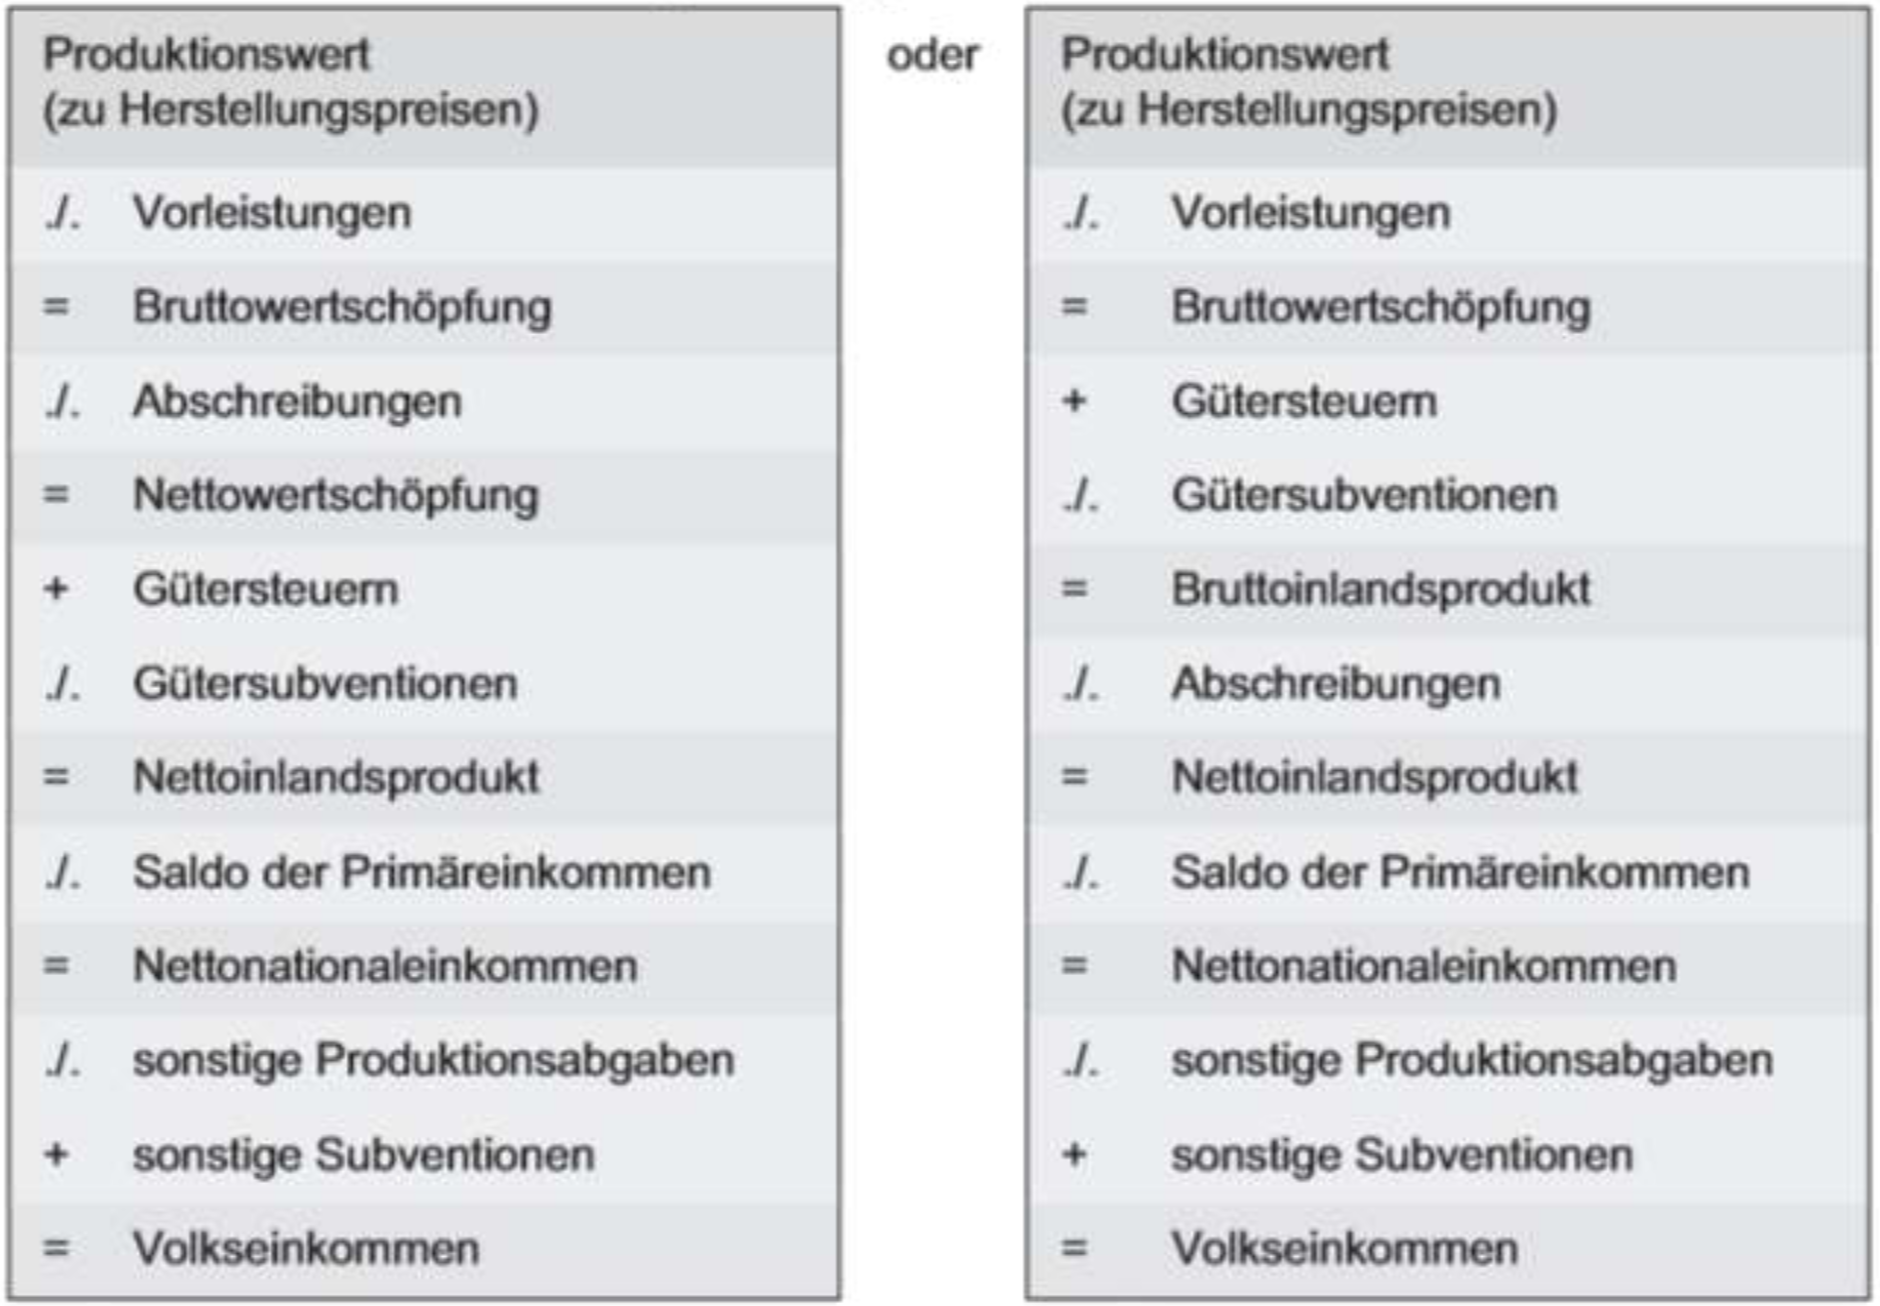 Produktionswert
(zu Herstellungspreisen)
./. Vorleistungen
= Bruttowertschöpfung
./. Abschreibungen
= Nettowertschöpfung
+ Gütersteuern
./. Gütersubventionen
= Nettoinlandsprodukt
./. Saldo der Primäreinkommen
= Nettonationaleinkommen
./. sonstige Produktionsabgaben
+ sonstige Subventionen
= Volkseinkommen
oder
Produktionswert
(zu Herstellungspreisen)
./. Vorleistungen
= Bruttowertschöpfung
+ Gütersteuern
./. Gütersubventionen
= Bruttoinlandsprodukt
./. Abschreibungen
= Nettoinlandsprodukt
./. Saldo der Primäreinkommen
= Nettonationaleinkommen
./. sonstige Produktionsabgaben
+ sonstige Subventionen
= Volkseinkommen